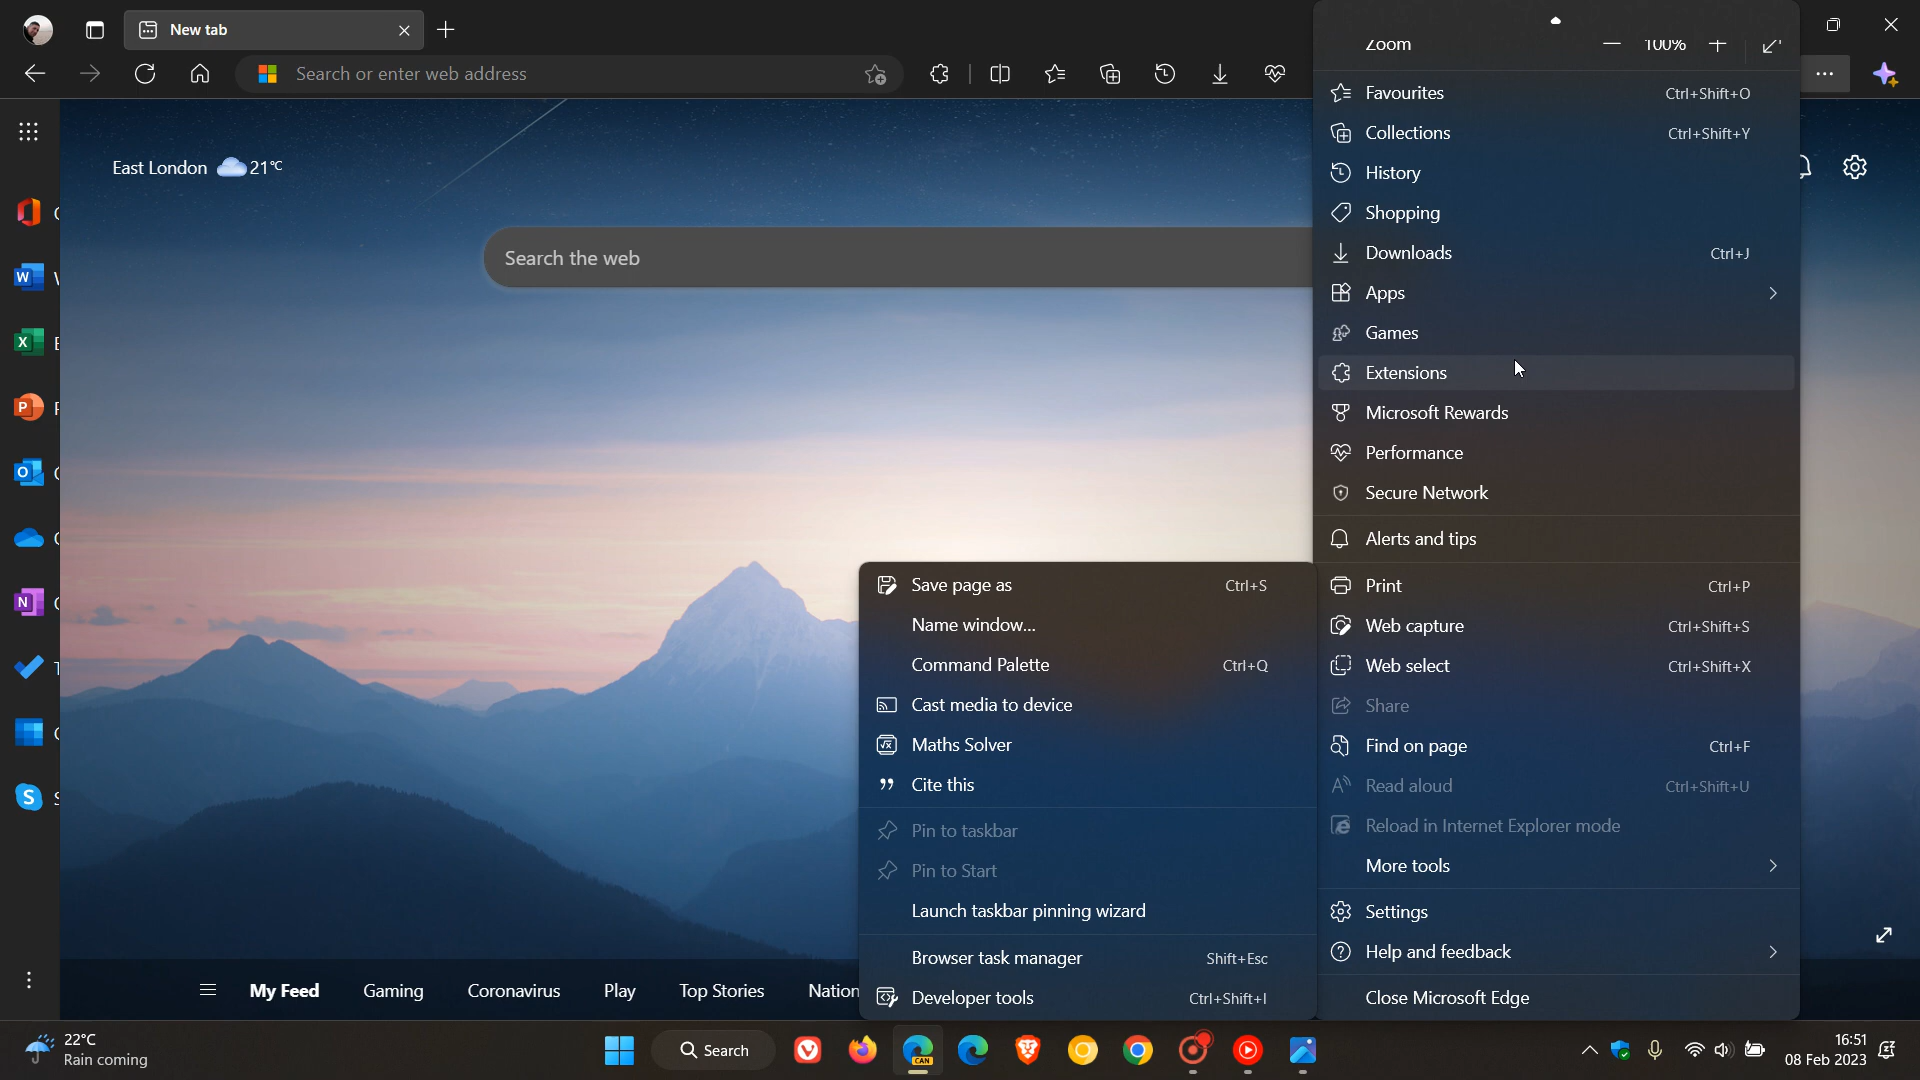 New tab
Search or enter web address
East London 21°C
Search the web
Zoom 100%
Favourites Ctrl+Shift+O
Collections Ctrl+Shift+Y
History
Shopping
Downloads Ctrl+J
Apps
Games
Extensions
Microsoft Rewards
Performance
Secure Network
Alerts and tips
Print Ctrl+P
Web capture Ctrl+Shift+S
Web select Ctrl+Shift+X
Share
Find on page Ctrl+F
Read aloud Ctrl+Shift+U
Reload in Internet Explorer mode
More tools
Settings
Help and feedback
Close Microsoft Edge
Save page as Ctrl+S
Name window...
Command Palette Ctrl+Q
Cast media to device
Maths Solver
Cite this
Pin to taskbar
Pin to Start
Launch taskbar pinning wizard
Browser task manager Shift+Esc
Developer tools Ctrl+Shift+I
My Feed Gaming Coronavirus Play Top Stories Nation
22°C
Rain coming
Search
CAN
16:51
08 Feb 2023